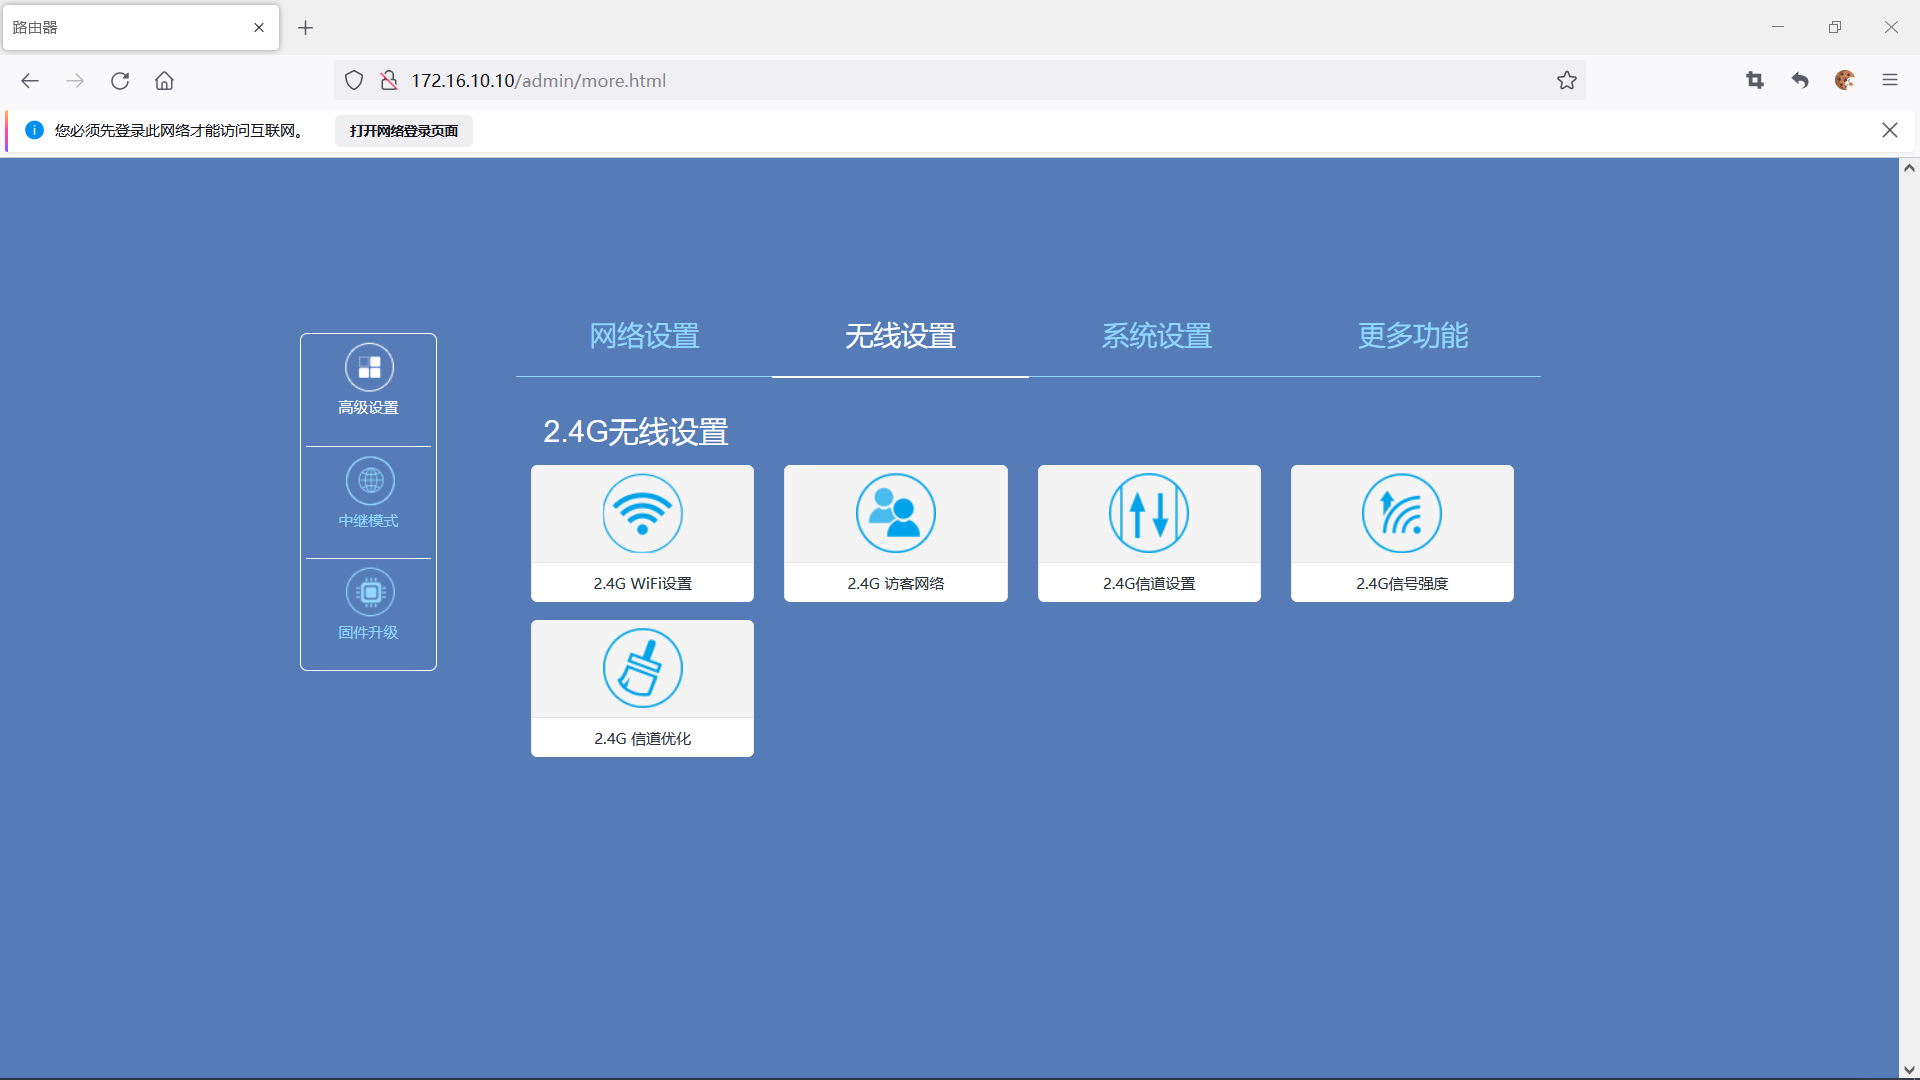 路由器
172.16.10.10/admin/more.html
您必须先登录此网络才能访问互联网。 打开网络登录页面
网络设置 无线设置 系统设置 更多功能
高级设置
中继模式
固件升级
2.4G无线设置
2.4G WiFi设置 2.4G 访客网络 2.4G信道设置 2.4G信号强度
2.4G 信道优化